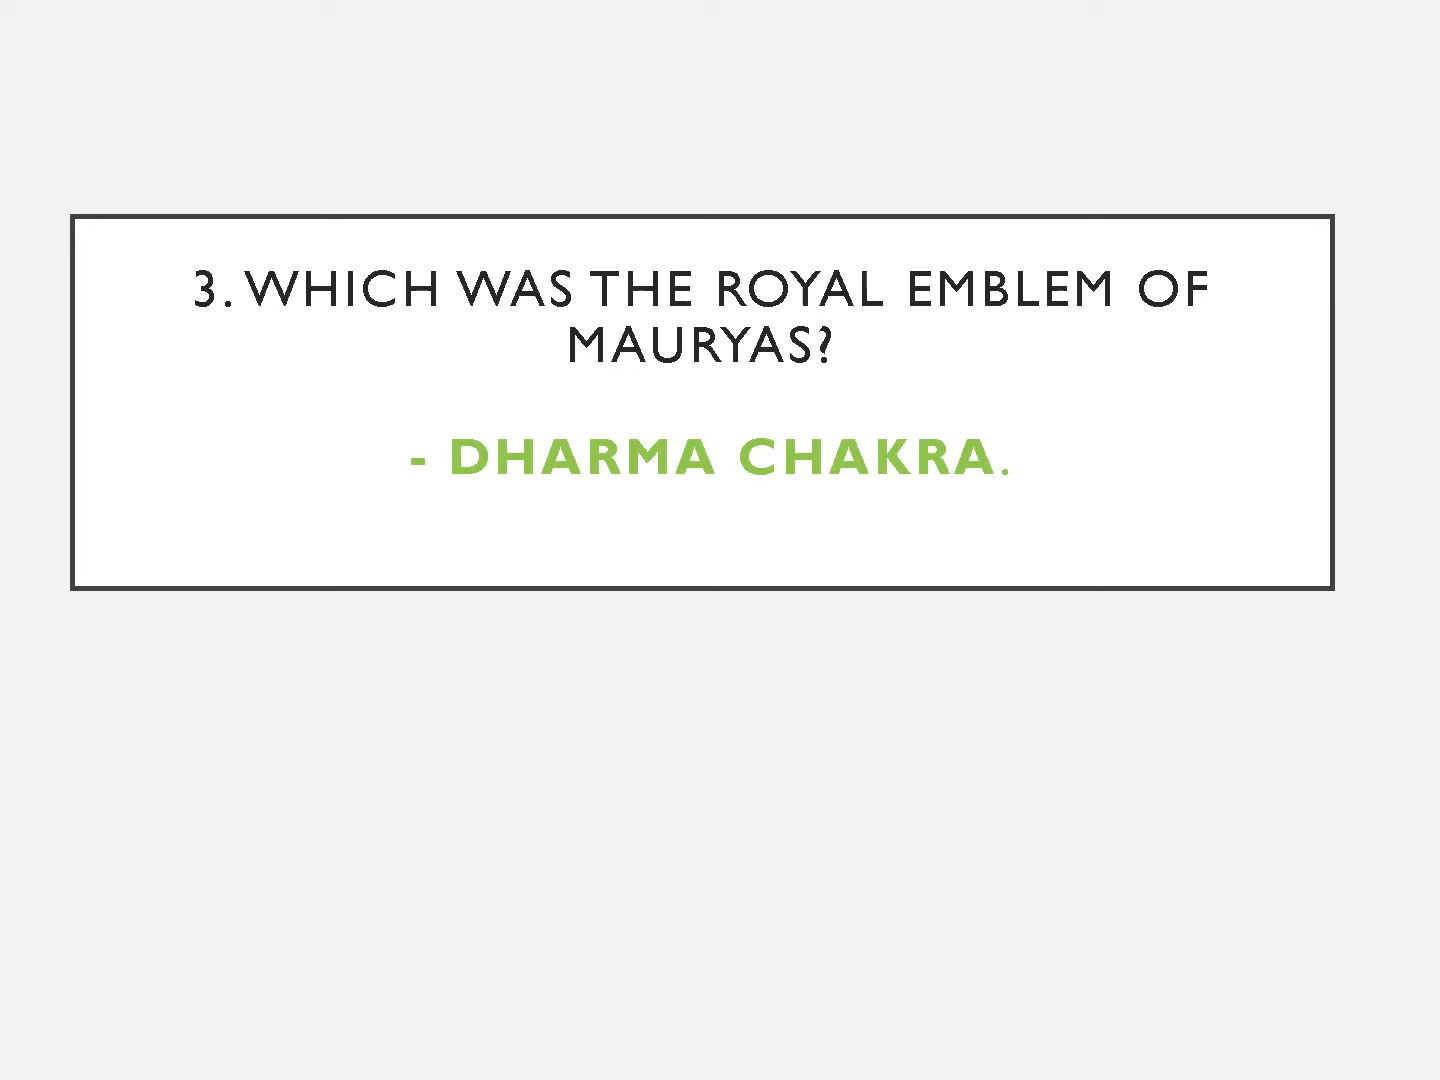 3. WHICH WAS THE ROYAL EMBLEM OF
MAURYAS?
- DHARMA CHAKRA.